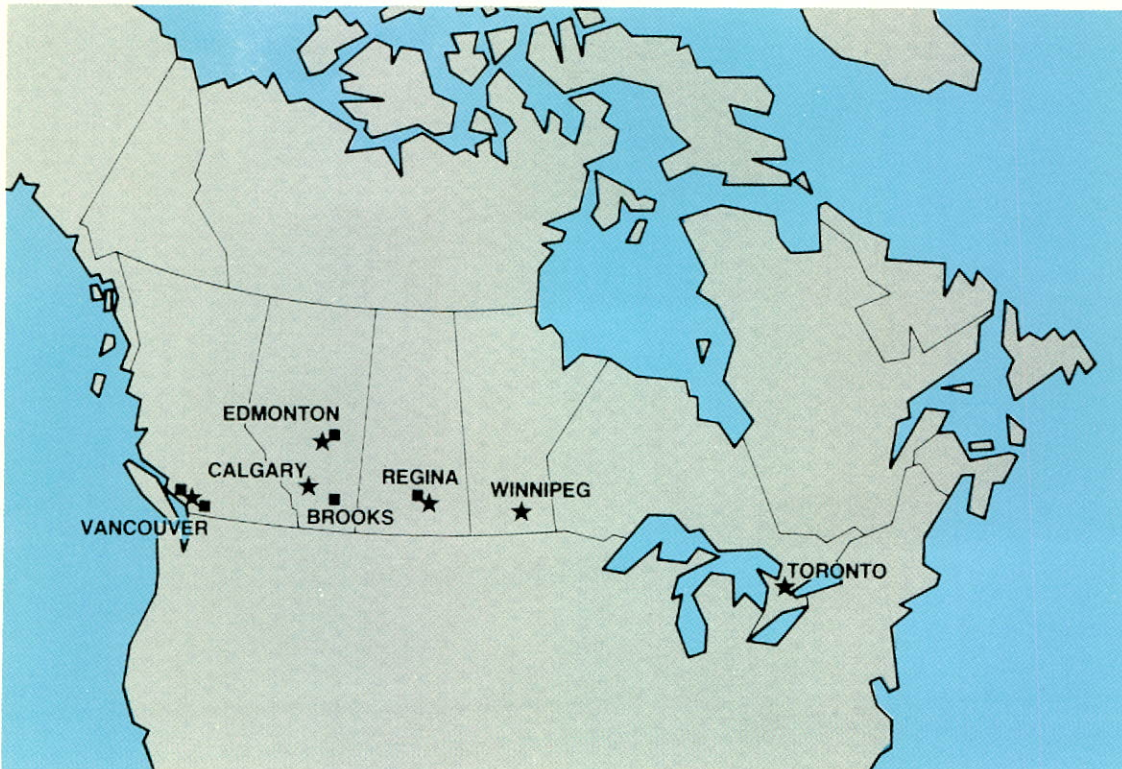 EDMONTON
CALGARY
REGINA
WINNIPEG
BROOKS
VANCOUVER
TORONTO